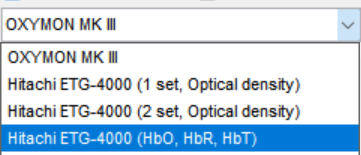 OXYMON MK Ⅲ
OXYMON MK Ⅲ
Hitachi ETG-4000 (1 set, Optical density)
Hitachi ETG-4000 (2 set, Optical density)
Hitachi ETG-4000 (HbO, HbR, HbT)